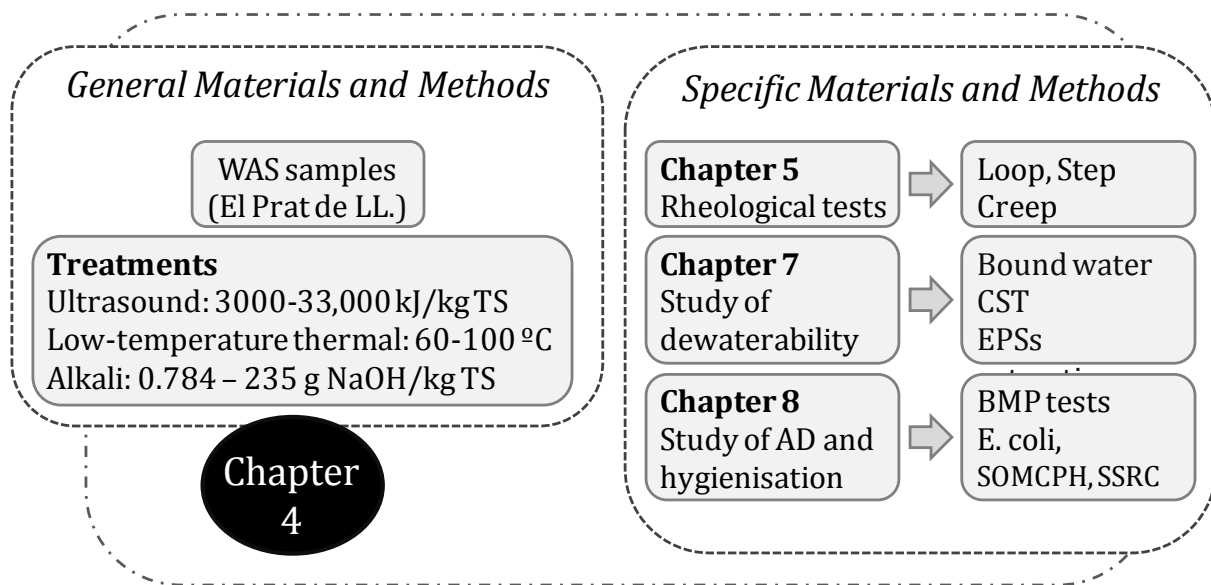 General Materials and Methods
WAS samples
(El Prat de LL.)
Treatments
Ultrasound: 3000-33,000 kJ/kg TS
Low-temperature thermal: 60-100 ºC
Alkali: 0.784 – 235 g NaOH/kg TS
Chapter
4
Specific Materials and Methods
Chapter 5
Rheological tests
Loop, Step
Creep
Chapter 7
Study of
dewaterability
Bound water
CST
EPSs
Chapter 8
Study of AD and
hygienisation
BMP tests
E. coli,
SOMCPH, SSRC